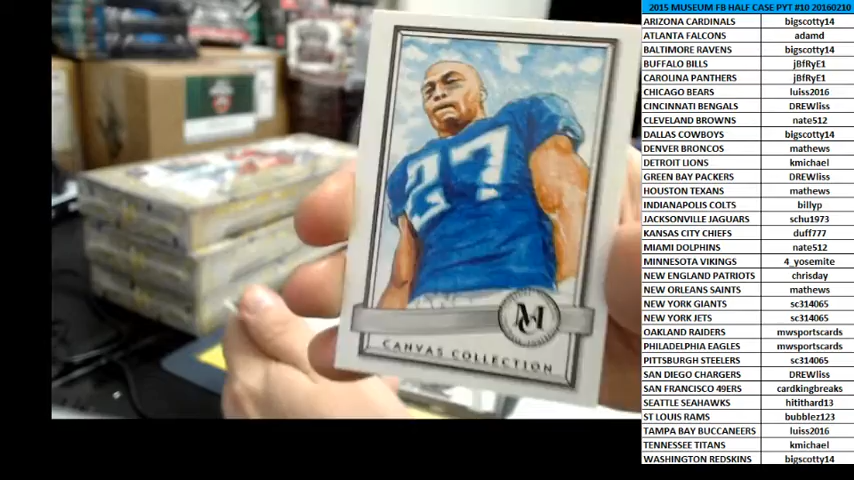 2015 MUSEUM FB HALF CASE PYT #10 20160210
ARIZONA CARDINALS bigscotty14
ATLANTA FALCONS adamd
BALTIMORE RAVENS bigscotty14
BUFFALO BILLS jBfRyE1
CAROLINA PANTHERS jBfRyE1
CHICAGO BEARS luiss2016
CINCINNATI BENGALS DREWliss
CLEVELAND BROWNS nate512
DALLAS COWBOYS bigscotty14
DENVER BRONCOS mathews
DETROIT LIONS kmichael
GREEN BAY PACKERS DREWliss
HOUSTON TEXANS mathews
INDIANAPOLIS COLTS billyp
JACKSONVILLE JAGUARS schu1973
KANSAS CITY CHIEFS duff777
MIAMI DOLPHINS nate512
MINNESOTA VIKINGS 4_yosemite
NEW ENGLAND PATRIOTS chrisday
NEW ORLEANS SAINTS mathews
NEW YORK GIANTS sc314065
NEW YORK JETS sc314065
OAKLAND RAIDERS mwsportscards
PHILADELPHIA EAGLES mwsportscards
PITTSBURGH STEELERS sc314065
SAN DIEGO CHARGERS DREWliss
SAN FRANCISCO 49ERS cardkingbreaks
SEATTLE SEAHAWKS hitithard13
ST LOUIS RAMS bubblez123
TAMPA BAY BUCCANEERS luiss2016
TENNESSEE TITANS kmichael
WASHINGTON REDSKINS bigscotty14
27
MC
CANVAS COLLECTION